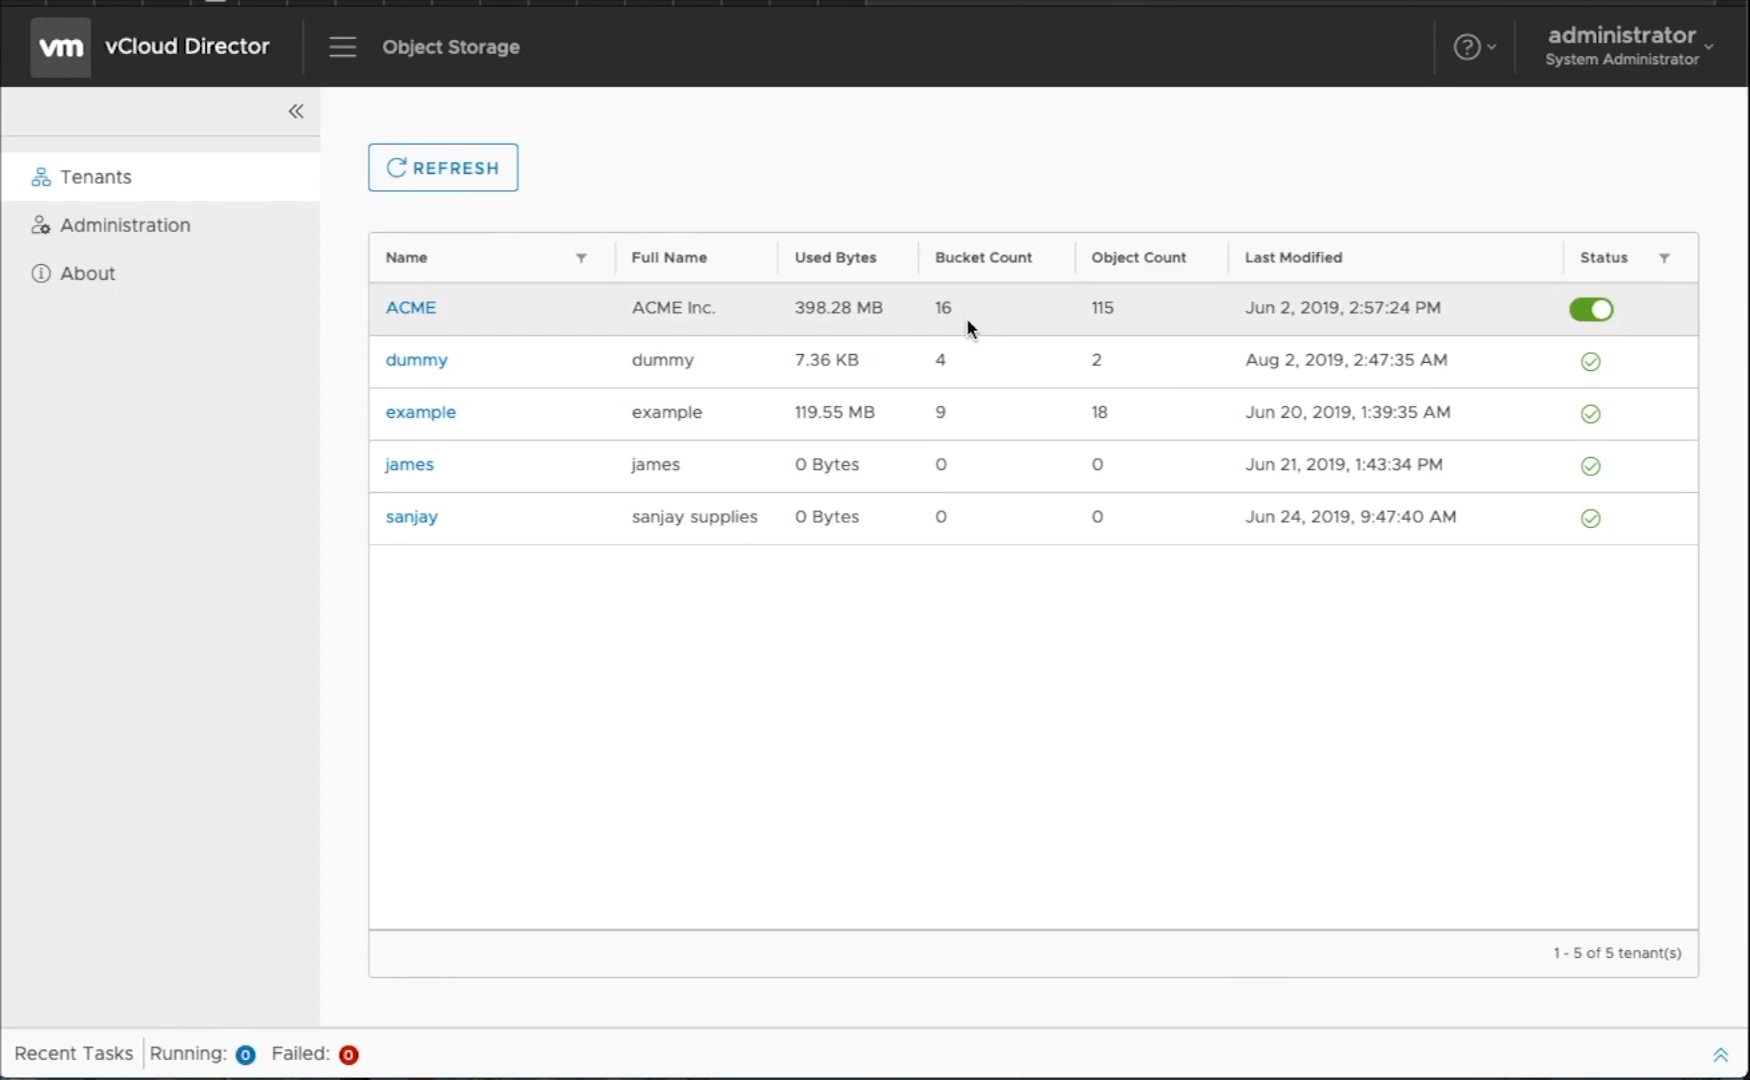 vm vCloud Director Object Storage administrator
System Administrator
Tenants
Administration
About
REFRESH
Name Full Name Used Bytes Bucket Count Object Count Last Modified Status
ACME ACME Inc. 398.28 MB 16 115 Jun 2, 2019, 2:57:24 PM
dummy dummy 7.36 KB 4 2 Aug 2, 2019, 2:47:35 AM
example example 119.55 MB 9 18 Jun 20, 2019, 1:39:35 AM
james james 0 Bytes 0 0 Jun 21, 2019, 1:43:34 PM
sanjay sanjay supplies 0 Bytes 0 0 Jun 24, 2019, 9:47:40 AM
1 - 5 of 5 tenant(s)
Recent Tasks Running: 0 Failed: 0